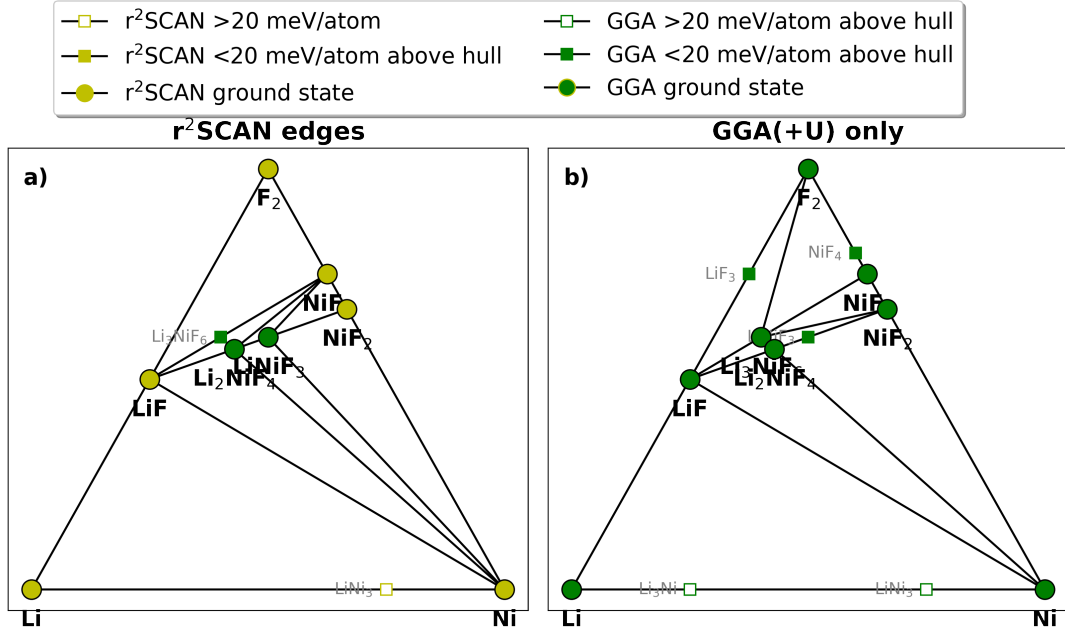 r²SCAN >20 meV/atom
r²SCAN <20 meV/atom above hull
r²SCAN ground state
GGA >20 meV/atom above hull
GGA <20 meV/atom above hull
GGA ground state
r²SCAN edges
a)
F₂
NiF
NiF₂
Li₃NiF₆
LiNiF₃
Li₂NiF₄
LiF
LiNi₃
Li
Ni
GGA(+U) only
b)
F₂
NiF₄
LiF₃
NiF
NiF₂
Li₃NiF₆
Li₂NiF₄
LiF
Li₃Ni
LiNi₃
Li
Ni